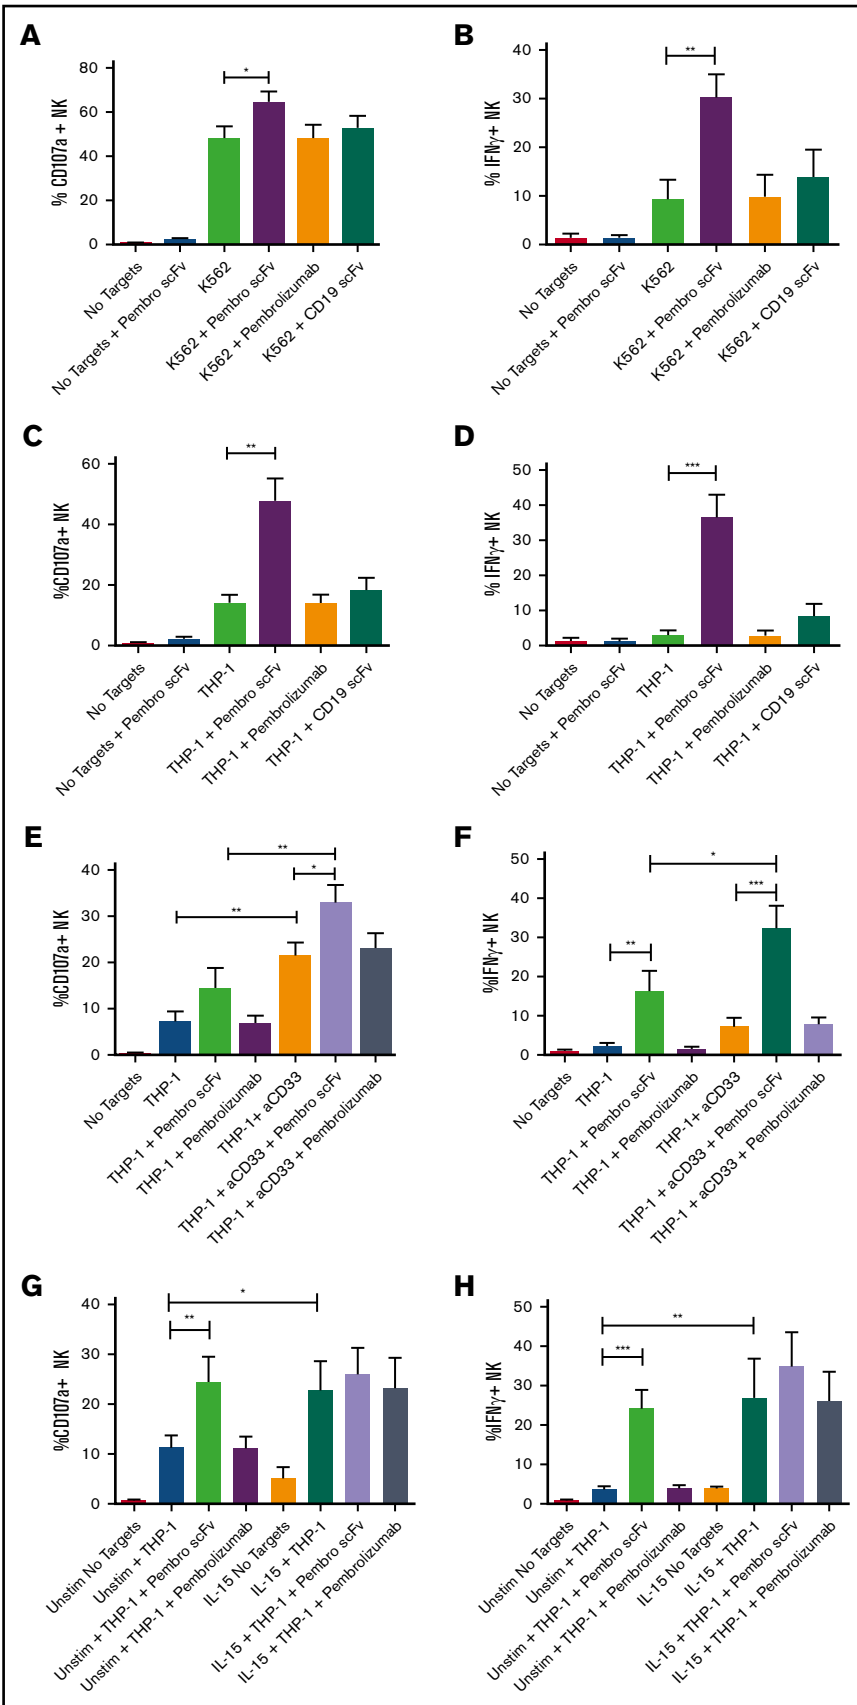 A
% CD107a + NK
80
60
40
20
0
*
No Targets
No Targets + Pembro scFv
K562
K562 + Pembro scFv
K562 + Pembrolizumab
K562 + CD19 scFv
B
% IFNγ+ NK
40
30
20
10
0
**
No Targets
No Targets + Pembro scFv
K562
K562 + Pembro scFv
K562 + Pembrolizumab
K562 + CD19 scFv
C
%CD107a+ NK
60
40
20
0
**
No Targets
No Targets + Pembro scFv
THP-1
THP-1 + Pembro scFv
THP-1 + Pembrolizumab
THP-1 + CD19 scFv
D
% IFNγ+ NK
50
40
30
20
10
0
***
No Targets
No Targets + Pembro scFv
THP-1
THP-1 + Pembro scFv
THP-1 + Pembrolizumab
THP-1 + CD19 scFv
E
%CD107a+ NK
40
30
20
10
0
**
*
**
No Targets
THP-1
THP-1 + Pembro scFv
THP-1 + Pembrolizumab
THP-1+ aCD33
THP-1 + aCD33 + Pembro scFv
THP-1 + aCD33 + Pembrolizumab
F
%IFNγ+ NK
50
40
30
20
10
0
*
***
**
No Targets
THP-1
THP-1 + Pembro scFv
THP-1 + Pembrolizumab
THP-1+ aCD33
THP-1 + aCD33 + Pembro scFv
THP-1 + aCD33 + Pembrolizumab
G
%CD107a+ NK
40
30
20
10
0
*
**
Unstim No Targets
Unstim + THP-1
Unstim + THP-1 + Pembro scFv
Unstim + THP-1 + Pembrolizumab
IL-15 No Targets
IL-15 + THP-1
IL-15 + THP-1 + Pembro scFv
IL-15 + THP-1 + Pembrolizumab
H
%IFNγ+ NK
50
40
30
20
10
0
**
***
Unstim No Targets
Unstim + THP-1
Unstim + THP-1 + Pembro scFv
Unstim + THP-1 + Pembrolizumab
IL-15 No Targets
IL-15 + THP-1
IL-15 + THP-1 + Pembro scFv
IL-15 + THP-1 + Pembrolizumab